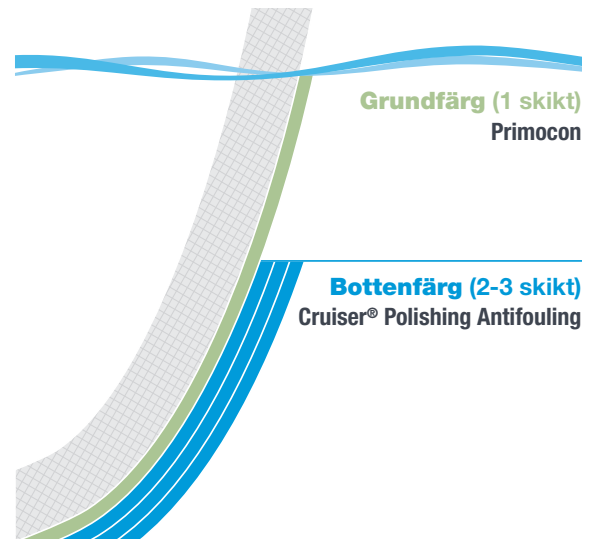 Grundfärg (1 skikt)
Primocon
Bottenfärg (2-3 skikt)
Cruiser® Polishing Antifouling